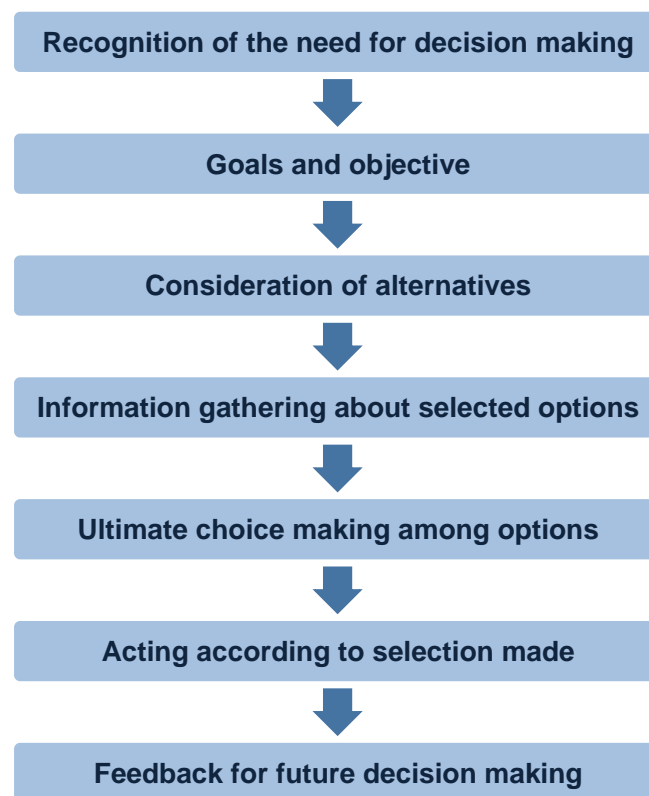 Recognition of the need for decision making
Goals and objective
Consideration of alternatives
Information gathering about selected options
Ultimate choice making among options
Acting according to selection made
Feedback for future decision making